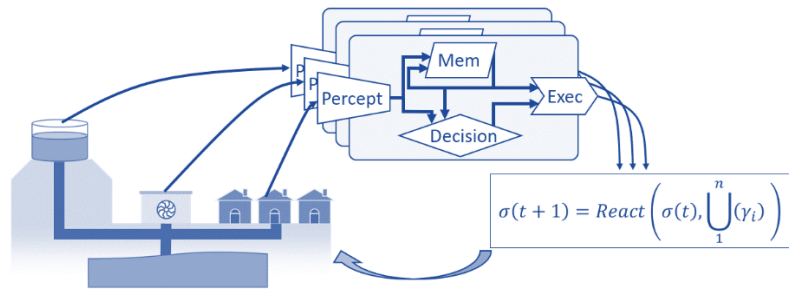 P
P
Percept
Mem
Decision
Exec
σ(t + 1) = React(σ(t), ⋃₁ⁿ(γᵢ))